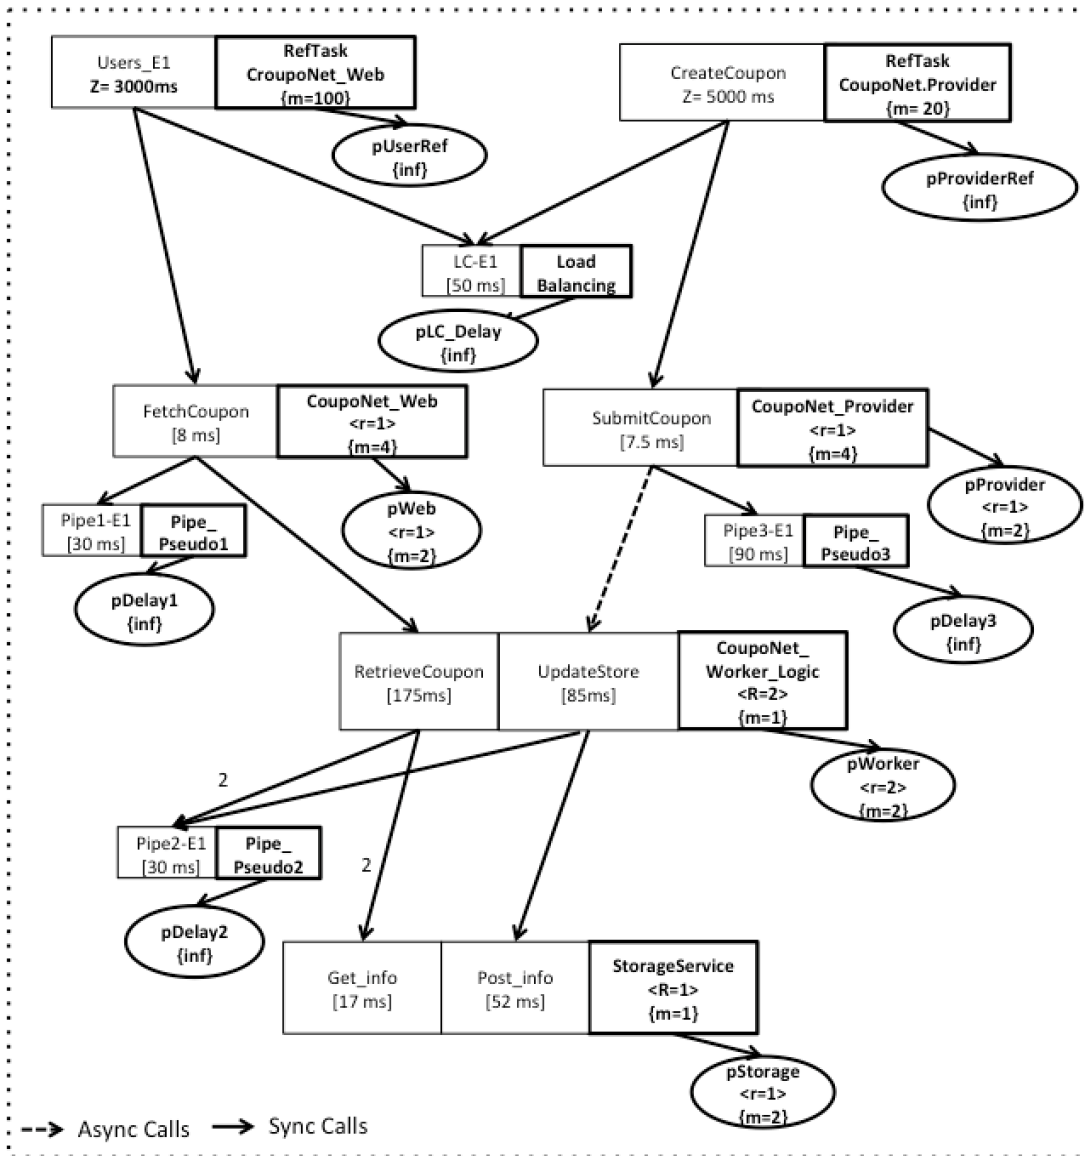 Users_E1
Z= 3000ms
RefTask
CroupoNet_Web
{m=100}
pUserRef
{inf}
CreateCoupon
Z= 5000 ms
RefTask
CoupoNet.Provider
{m= 20}
pProviderRef
{inf}
LC-E1
[50 ms]
Load
Balancing
pLC_Delay
{inf}
FetchCoupon
[8 ms]
CoupoNet_Web
<r=1>
{m=4}
SubmitCoupon
[7.5 ms]
CoupoNet_Provider
<r=1>
{m=4}
Pipe1-E1
[30 ms]
Pipe_
Pseudo1
pDelay1
{inf}
pWeb
<r=1>
{m=2}
Pipe3-E1
[90 ms]
Pipe_
Pseudo3
pProvider
<r=1>
{m=2}
pDelay3
{inf}
RetrieveCoupon
[175ms]
UpdateStore
[85ms]
CoupoNet_
Worker_Logic
<R=2>
{m=1}
pWorker
<r=2>
{m=2}
2
Pipe2-E1
[30 ms]
Pipe_
Pseudo2
2
pDelay2
{inf}
Get_info
[17 ms]
Post_info
[52 ms]
StorageService
<R=1>
{m=1}
pStorage
<r=1>
{m=2}
Async Calls
Sync Calls